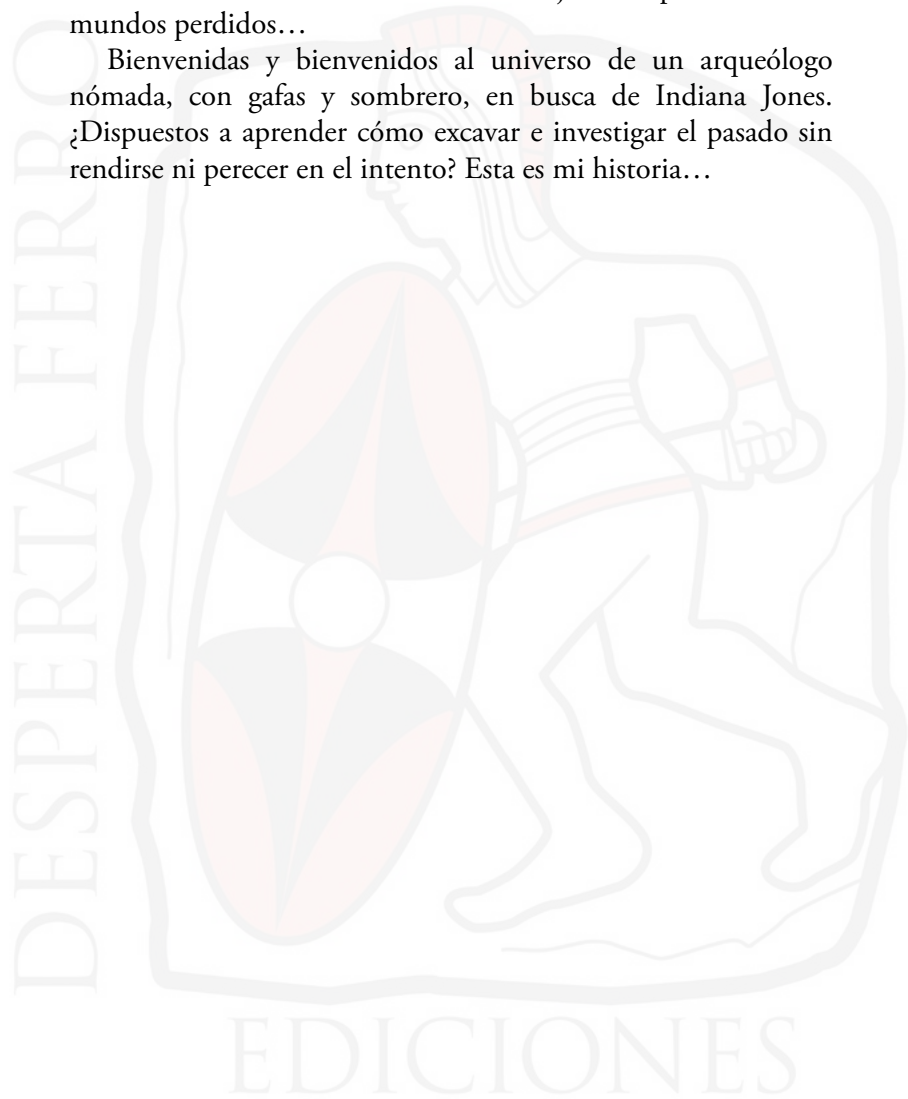 mundos perdidos…
Bienvenidas y bienvenidos al universo de un arqueólogo
nómada, con gafas y sombrero, en busca de Indiana Jones.
¿Dispuestos a aprender cómo excavar e investigar el pasado sin
rendirse ni perecer en el intento? Esta es mi historia…
DESPERTA FERRO
EDICIONES